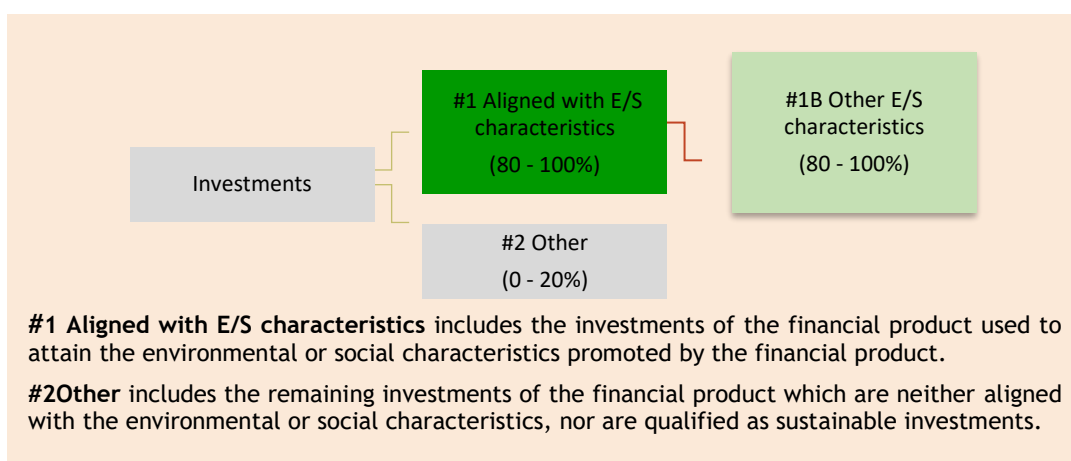 #1 Aligned with E/S
characteristics
(80 - 100%)
#1B Other E/S
characteristics
(80 - 100%)
Investments
#2 Other
(0 - 20%)
#1 Aligned with E/S characteristics includes the investments of the financial product used to
attain the environmental or social characteristics promoted by the financial product.
#2Other includes the remaining investments of the financial product which are neither aligned
with the environmental or social characteristics, nor are qualified as sustainable investments.